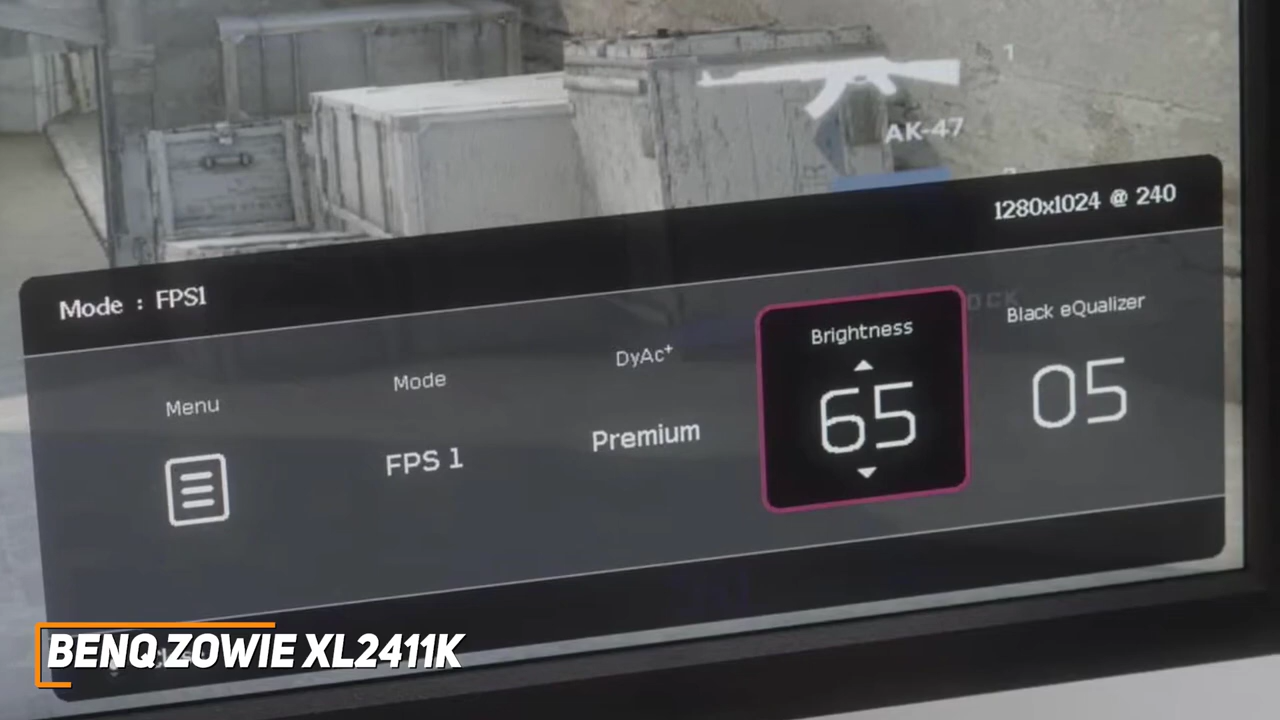 1
AK-47
1280x1024 @ 240
Mode : FPS1
Menu
Mode
FPS 1
DyAc+
Premium
Brightness
65
Black eQualizer
05
BENQ ZOWIE XL2411K